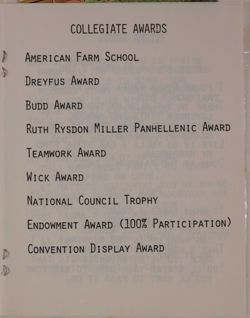 COLLEGIATE AWARDS
AMERICAN FARM SCHOOL
DREYFUS AWARD
BUDD AWARD
RUTH RYSDON MILLER PANHELLENIC AWARD
TEAMWORK AWARD
WICK AWARD
NATIONAL COUNCIL TROPHY
ENDOWMENT AWARD (100% PARTICIPATION)
CONVENTION DISPLAY AWARD